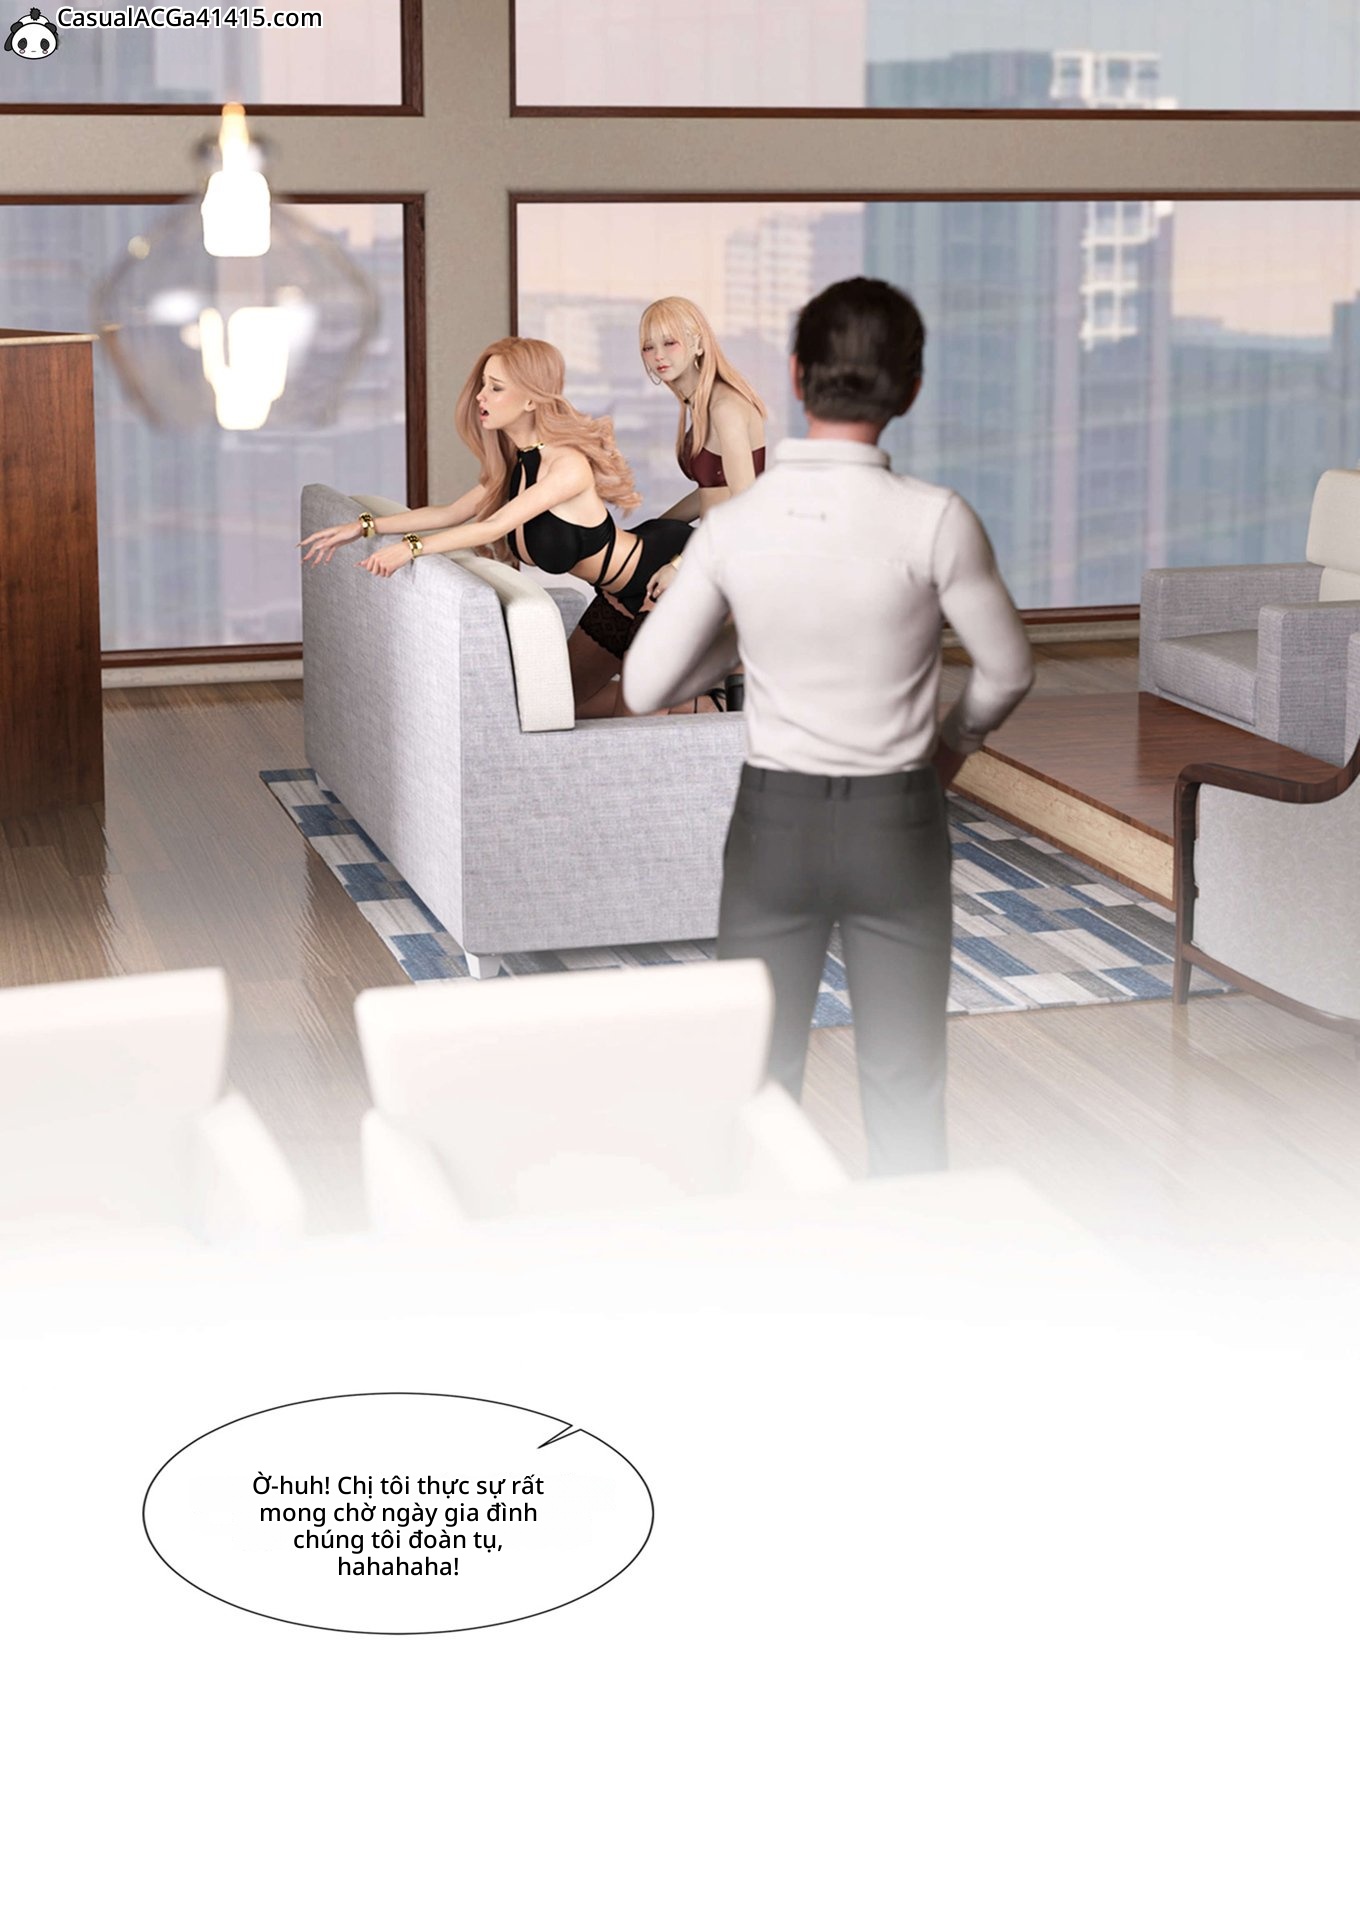 CasualACGa41415.com
Ờ-huh! Chị tôi thực sự rất
mong chờ ngày gia đình
chúng tôi đoàn tụ,
hahahaha!